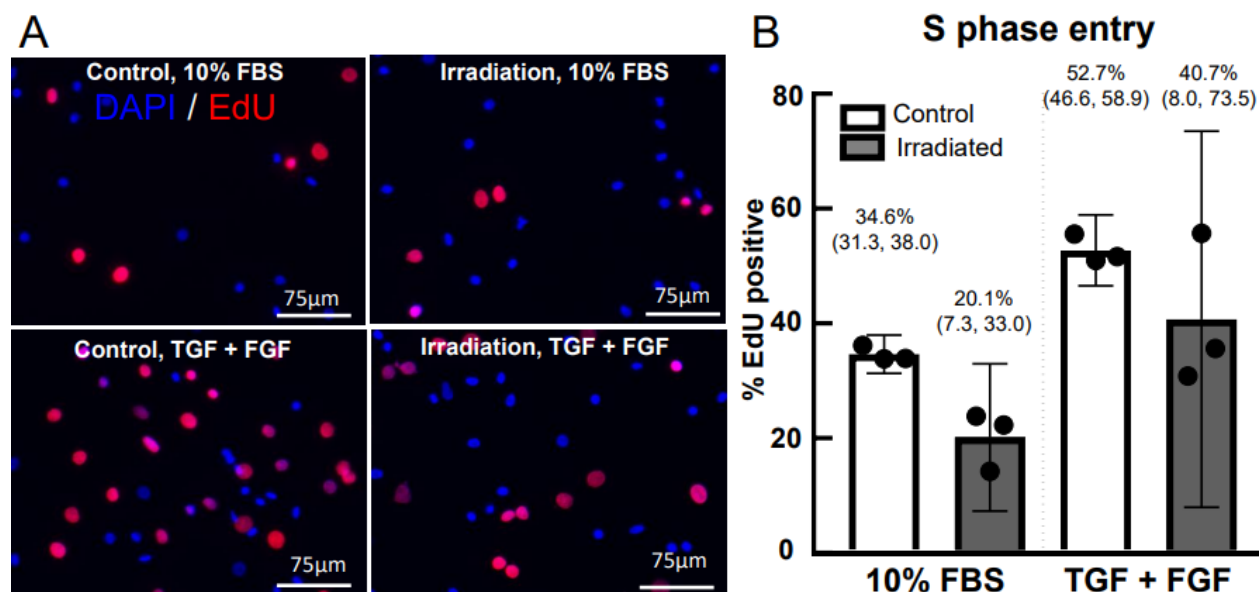 A
Control, 10% FBS
DAPI / EdU
75μm
Irradiation, 10% FBS
75μm
Control, TGF + FGF
75μm
Irradiation, TGF + FGF
75μm
B
S phase entry
% EdU positive
80
60
40
20
0
Control
Irradiated
34.6%
(31.3, 38.0)
20.1%
(7.3, 33.0)
52.7%
(46.6, 58.9)
40.7%
(8.0, 73.5)
10% FBS
TGF + FGF